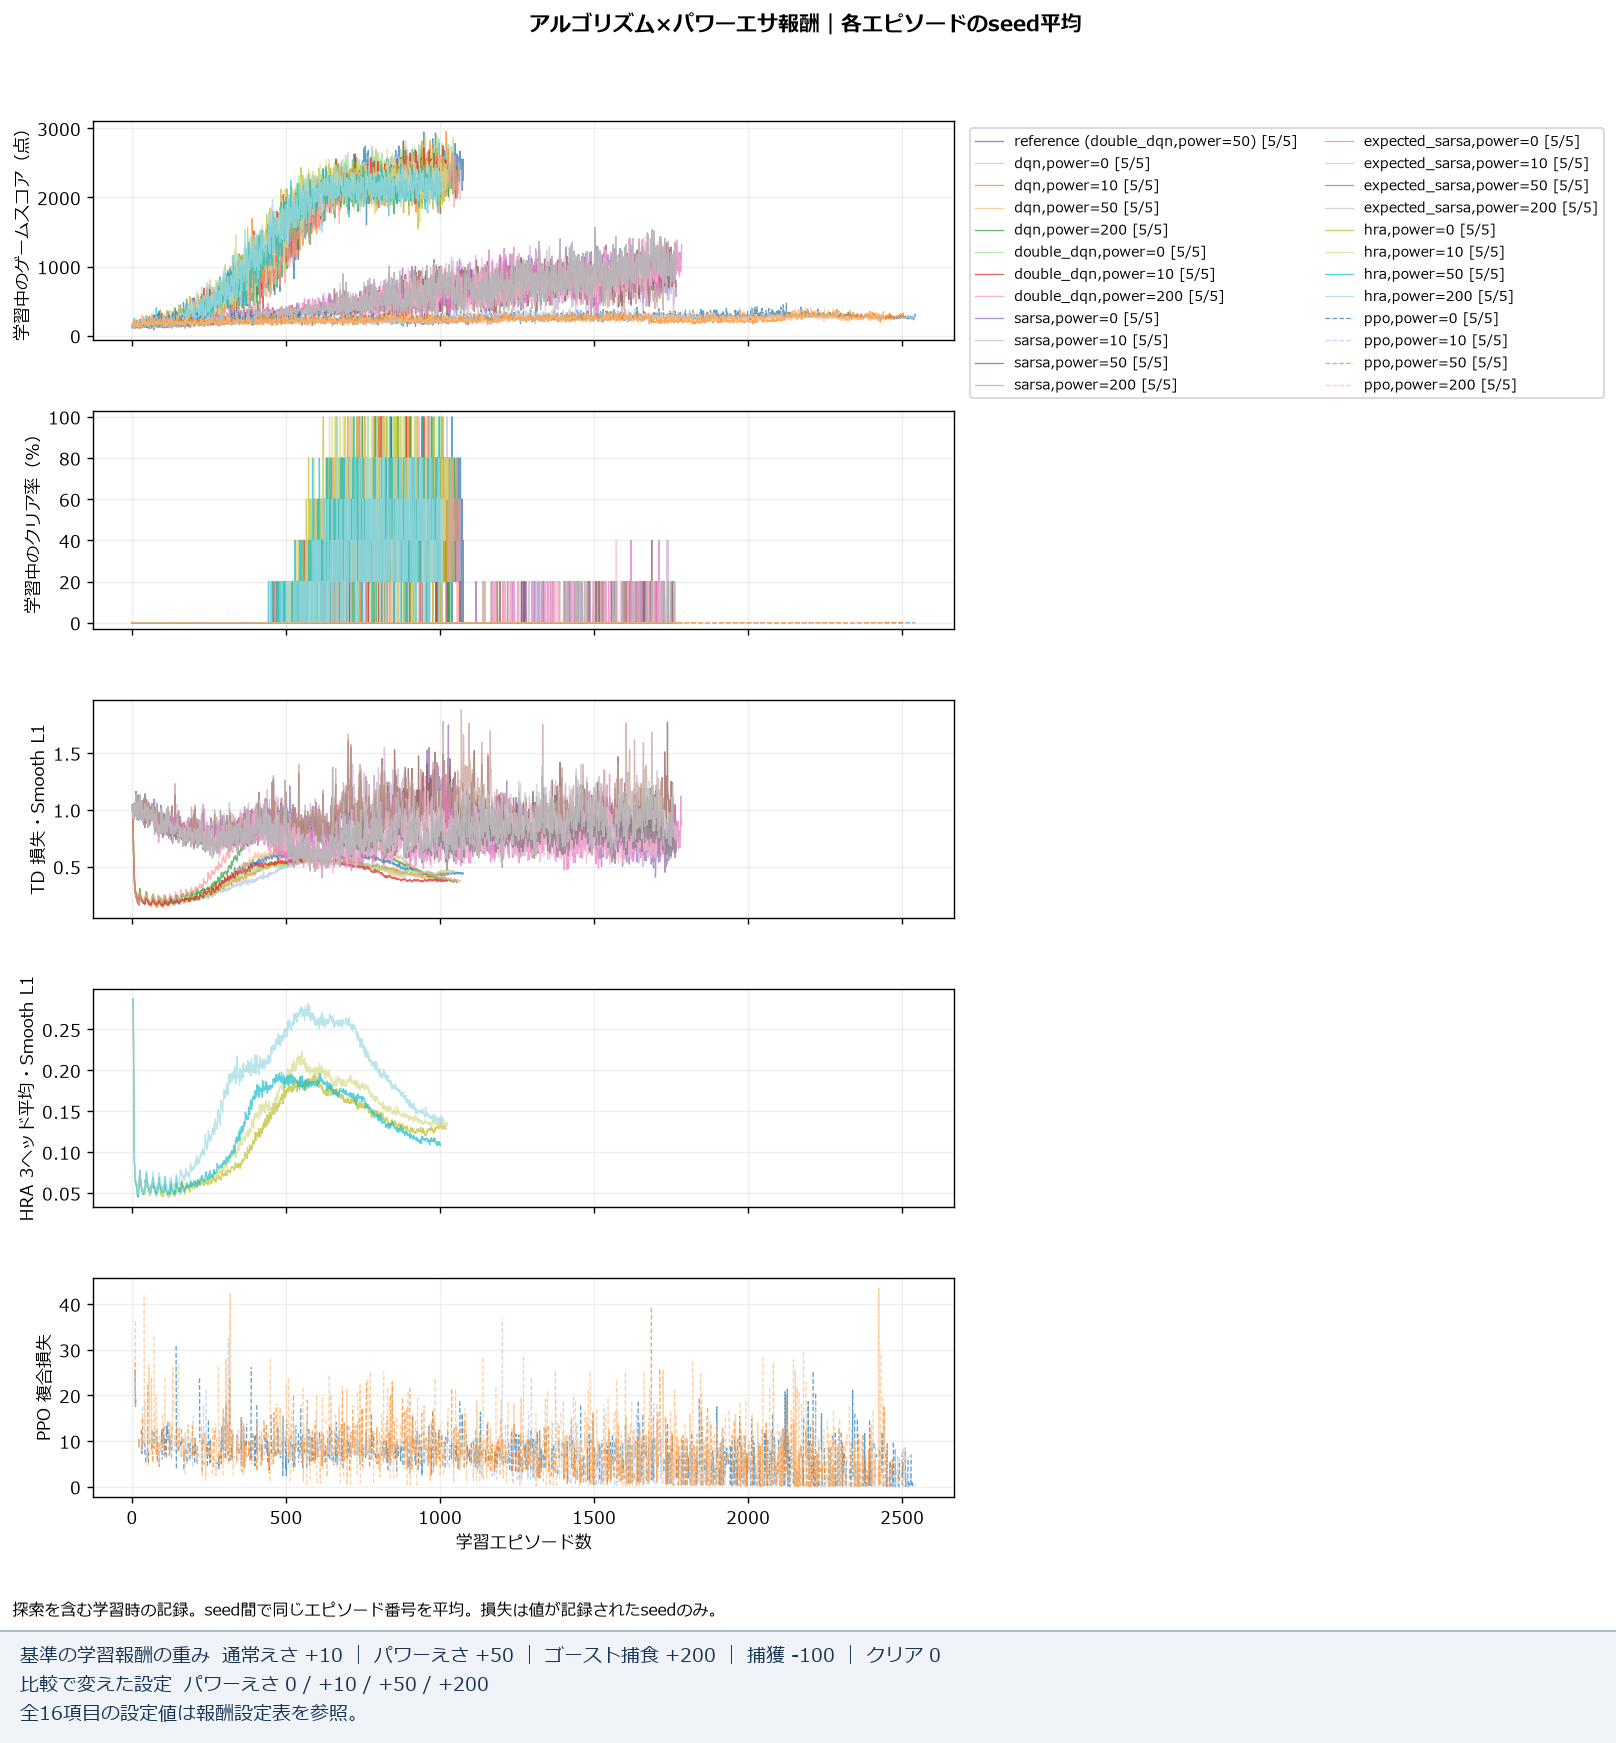 アルゴリズム×パワーエサ報酬｜各エピソードのseed平均
学習中のゲームスコア（点）
3000
2000
1000
0
reference (double_dqn,power=50) [5/5]
dqn,power=0 [5/5]
dqn,power=10 [5/5]
dqn,power=50 [5/5]
dqn,power=200 [5/5]
double_dqn,power=0 [5/5]
double_dqn,power=10 [5/5]
double_dqn,power=200 [5/5]
sarsa,power=0 [5/5]
sarsa,power=10 [5/5]
sarsa,power=50 [5/5]
sarsa,power=200 [5/5]
expected_sarsa,power=0 [5/5]
expected_sarsa,power=10 [5/5]
expected_sarsa,power=50 [5/5]
expected_sarsa,power=200 [5/5]
hra,power=0 [5/5]
hra,power=10 [5/5]
hra,power=50 [5/5]
hra,power=200 [5/5]
ppo,power=0 [5/5]
ppo,power=10 [5/5]
ppo,power=50 [5/5]
ppo,power=200 [5/5]
学習中のクリア率（%）
100
80
60
40
20
0
TD 損失・Smooth L1
1.5
1.0
0.5
HRA 3ヘッド平均・Smooth L1
0.25
0.20
0.15
0.10
0.05
PPO 複合損失
40
30
20
10
0
0 500 1000 1500 2000 2500
学習エピソード数
探索を含む学習時の記録。seed間で同じエピソード番号を平均。損失は値が記録されたseedのみ。
基準の学習報酬の重み 通常えさ +10 ｜ パワーえさ +50 ｜ ゴースト捕食 +200 ｜ 捕獲 -100 ｜ クリア 0
比較で変えた設定 パワーえさ 0 / +10 / +50 / +200
全16項目の設定値は報酬設定表を参照。